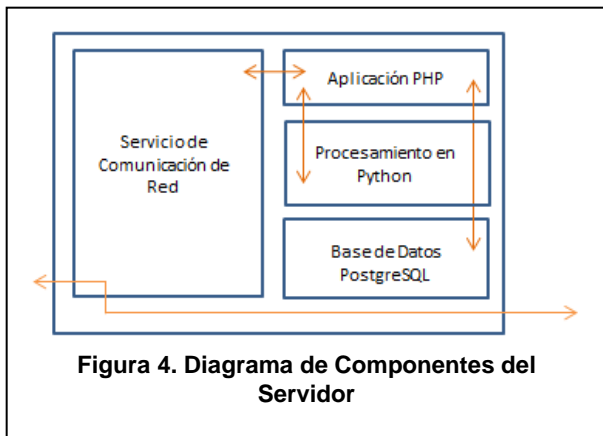 Servicio de
Comunicación de
Red
Aplicación PHP
Procesamiento en
Python
Base de Datos
PostgreSQL
Figura 4. Diagrama de Componentes del
Servidor